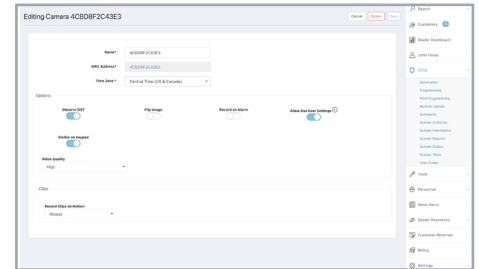 Editing Camera 4CBD8F2C43E3
Cancel
Delete
Save
Name* 4CBD8F2C43E3
MAC Address* 4CBD8F2C43E3
Time Zone* Central Time (US & Canada)
Options
Observe DST
Flip Image
Record on Alarm
Allow End User Settings
Visible on Keypad
Video Quality
High
Clips
Record Clips on Motion
Always
Search
Customers
Dealer Dashboard
John Posey
Automation
Programming
Remote Update
Schedules
System Analytics
System Information
System Reports
System Status
System Tests
User Codes
Tools
Personnel
News Items
Dealer Resources
Customer Referrals
Billing
Settings